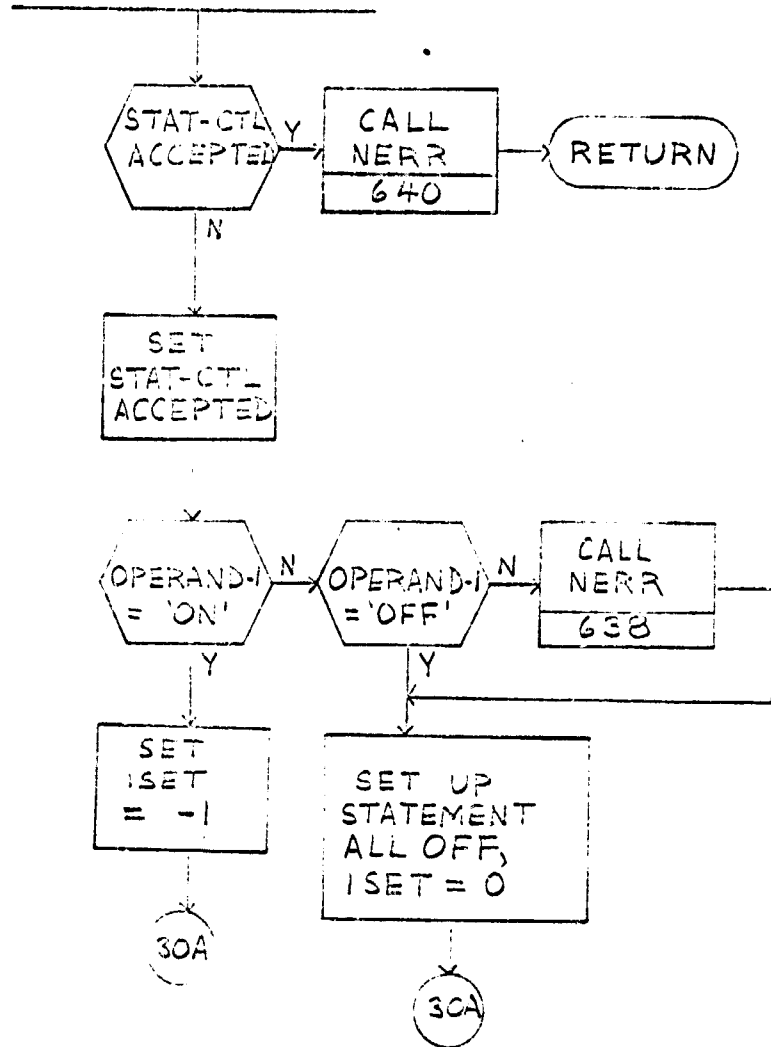 STAT-CTL
ACCEPTED
Y
CALL
NERR
640
RETURN
N
SET
STAT-CTL
ACCEPTED
OPERAND-1
= 'ON'
N
OPERAND-1
= 'OFF'
N
CALL
NERR
638
Y
Y
SET
ISET
= -1
SET UP
STATEMENT
ALL OFF,
ISET = 0
30A
30A